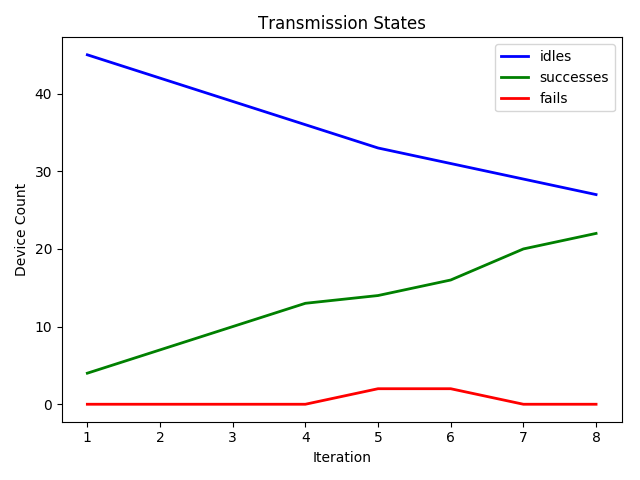 Transmission States
idles
successes
fails
Device Count
40
30
20
10
0
1 2 3 4 5 6 7 8
Iteration